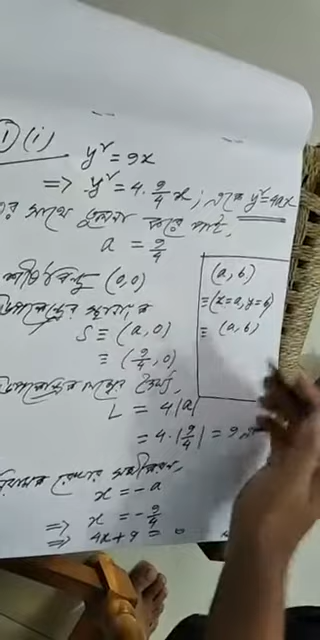 ① (i)
y² = 9x
=> y² = 4·9/4 x ; একে y² = 4ax
এর সাথে তুলনা করে পাই,
a = 9/4
শীর্ষবিন্দু (0,0)
উপকেন্দ্রের স্থানাঙ্ক
S ≡ (a, 0)
≡ (9/4, 0)
উপকেন্দ্রিক লম্বের দৈর্ঘ্য,
L = 4|a|
= 4·|9/4| = 9
রেখার সমীকরণ,
x = -a
=> x = -9/4
=> 4x + 9 = 0
(a, b)
≡ (x=a, y=b)
≡ (a, b)